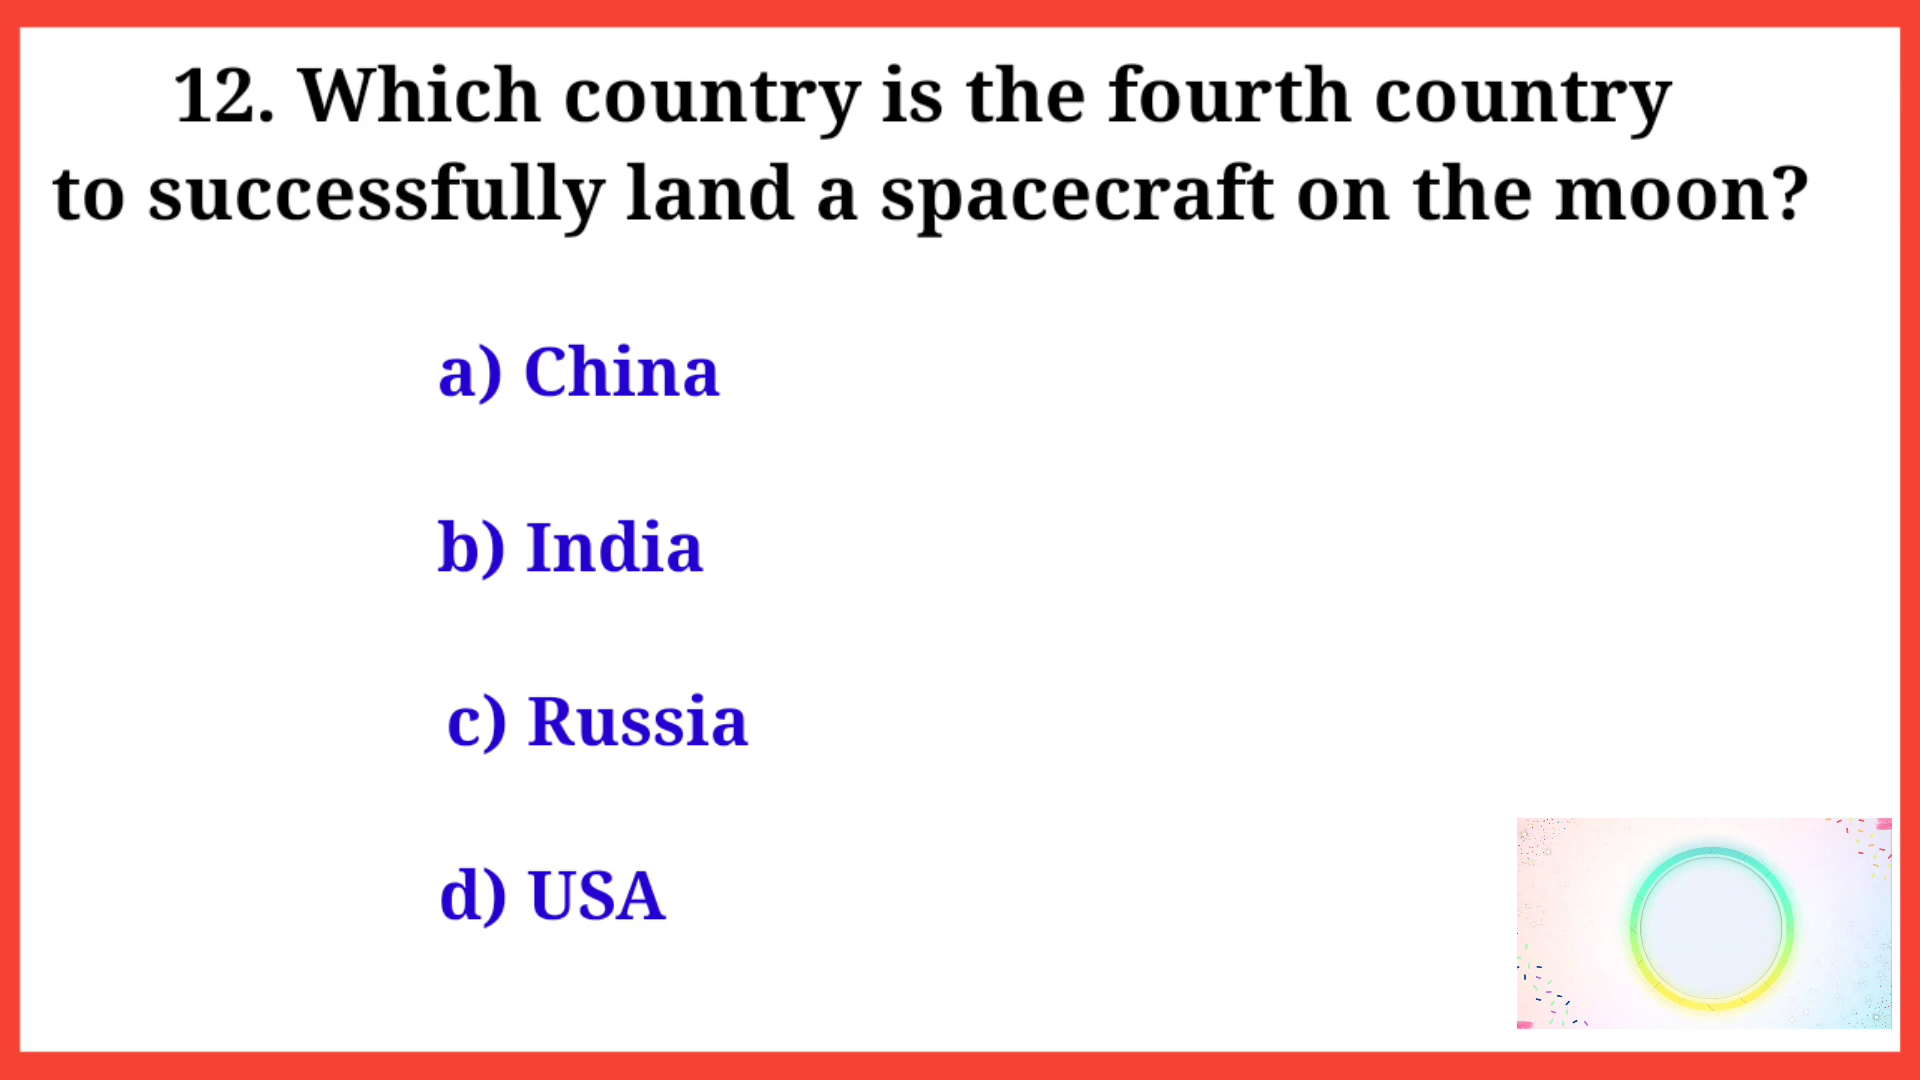 12. Which country is the fourth country
to successfully land a spacecraft on the moon?
a) China
b) India
c) Russia
d) USA